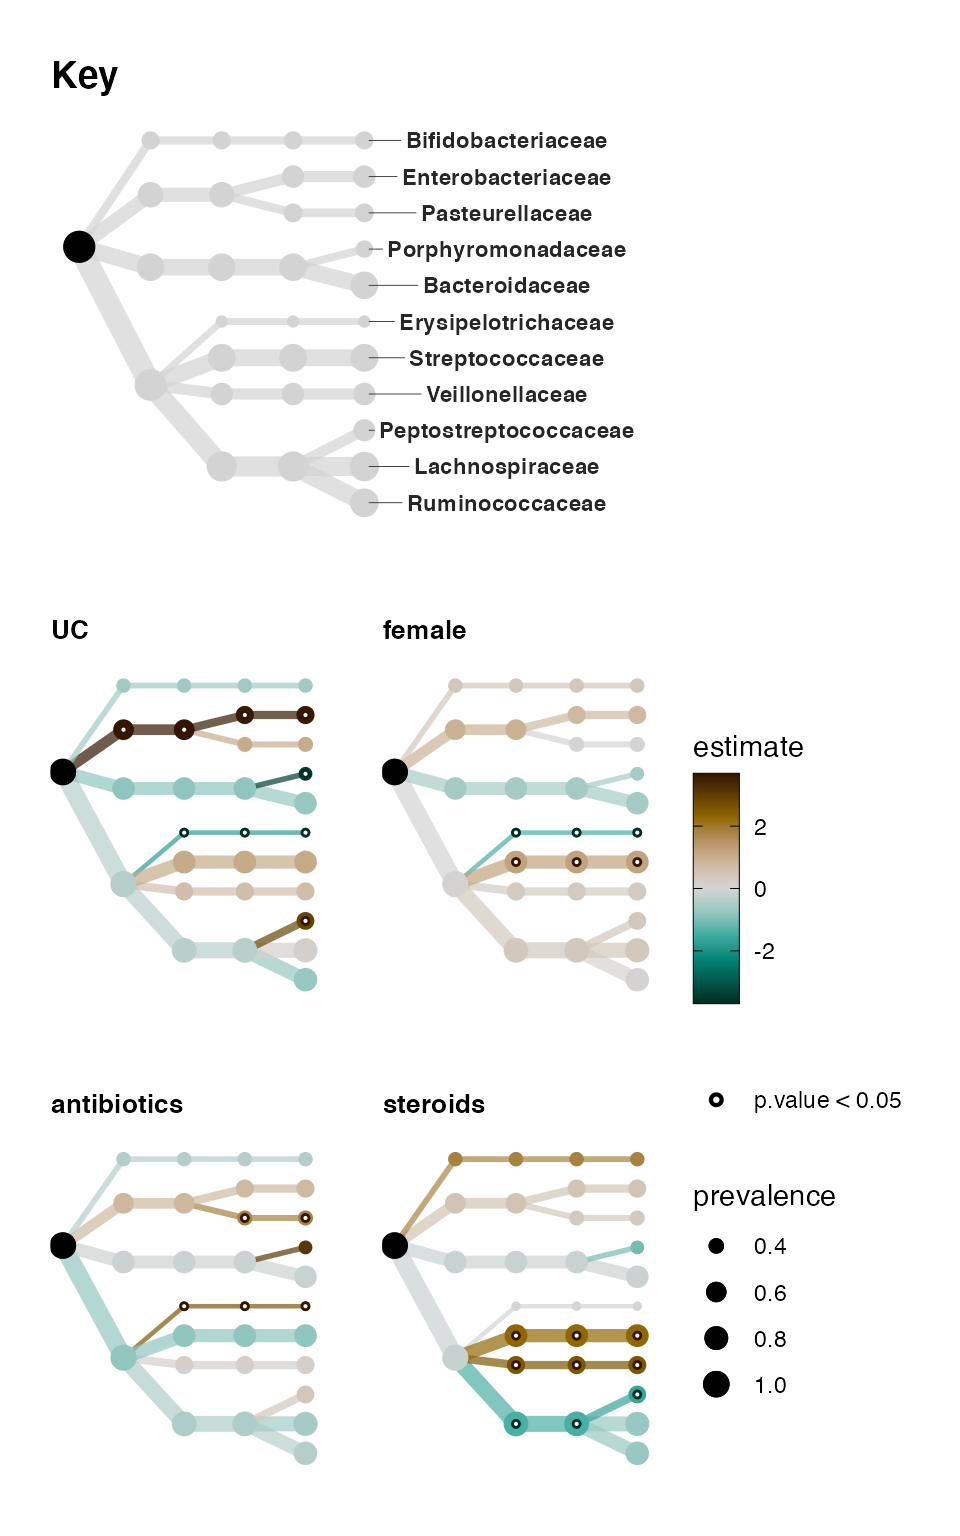 Key
Bifidobacteriaceae
Enterobacteriaceae
Pasteurellaceae
Porphyromonadaceae
Bacteroidaceae
Erysipelotrichaceae
Streptococcaceae
Veillonellaceae
Peptostreptococcaceae
Lachnospiraceae
Ruminococcaceae
UC
female
estimate
2
0
-2
antibiotics
steroids
p.value < 0.05
prevalence
0.4
0.6
0.8
1.0